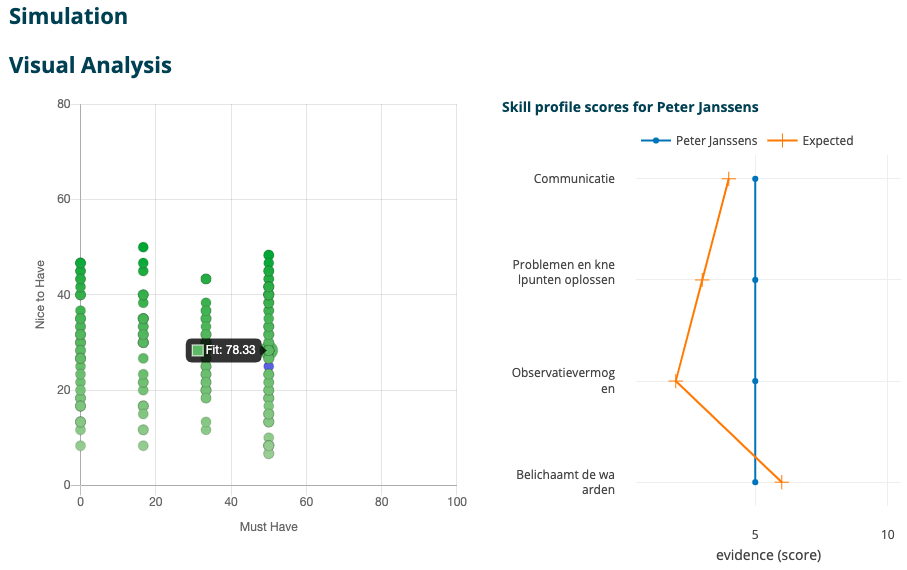 Simulation
Visual Analysis
80
60
40
20
0
Nice to Have
Fit: 78.33
0
20
40
60
80
100
Must Have
Skill profile scores for Peter Janssens
Peter Janssens
Expected
Communicatie
Problemen en kne
lpunten oplossen
Observatievermog
en
Belichaamt de wa
arden
5
10
evidence (score)